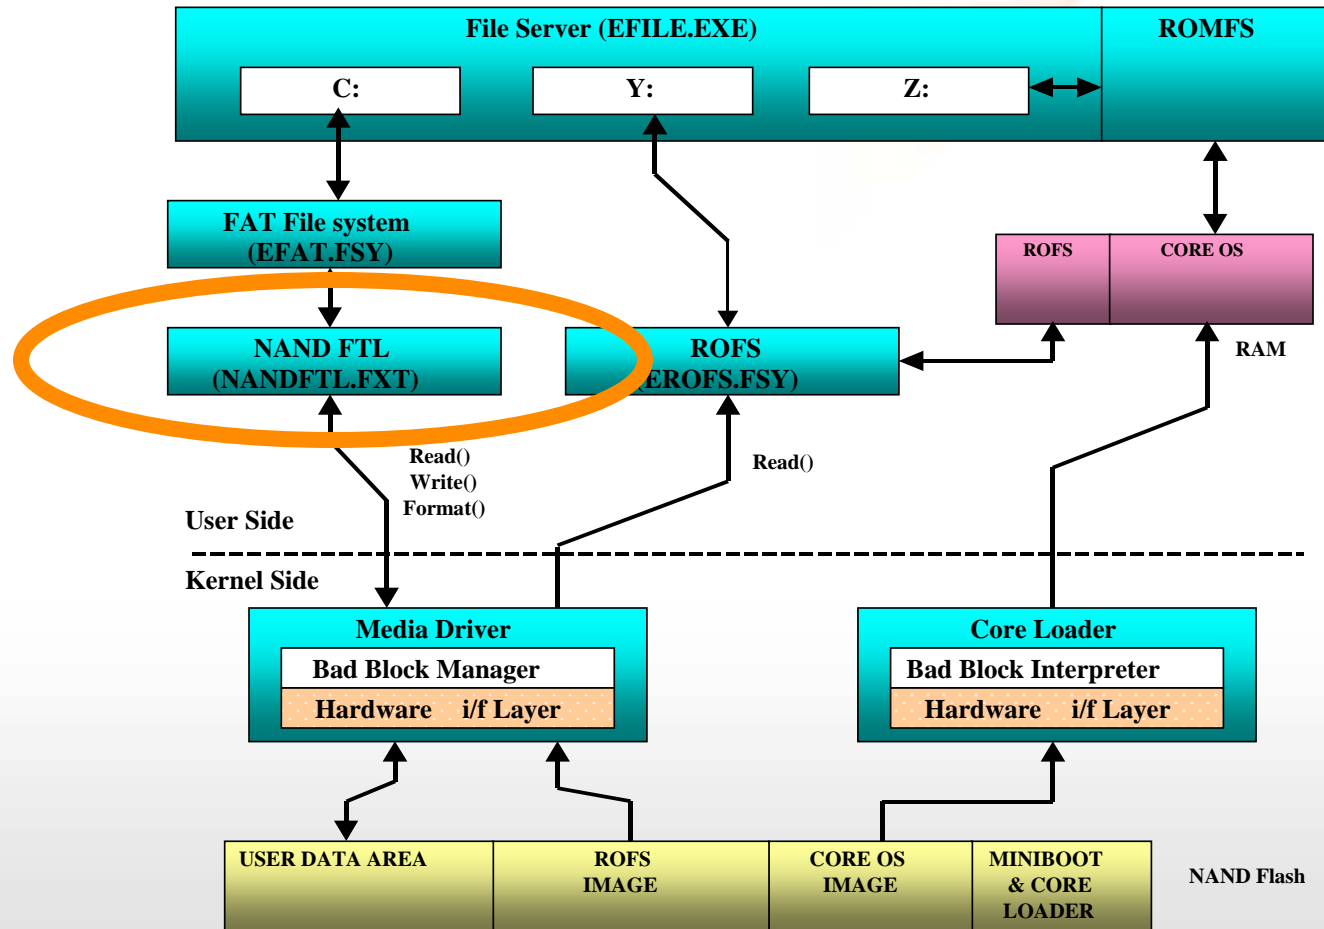 File Server (EFILE.EXE)
ROMFS
C:
Y:
Z:
FAT File system
(EFAT.FSY)
ROFS
CORE OS
NAND FTL
(NANDFTL.FXT)
ROFS
(EROFS.FSY)
RAM
Read()
Write()
Format()
Read()
User Side
Kernel Side
Media Driver
Bad Block Manager
Hardware i/f Layer
Core Loader
Bad Block Interpreter
Hardware i/f Layer
USER DATA AREA
ROFS
IMAGE
CORE OS
IMAGE
MINIBOOT
& CORE
LOADER
NAND Flash